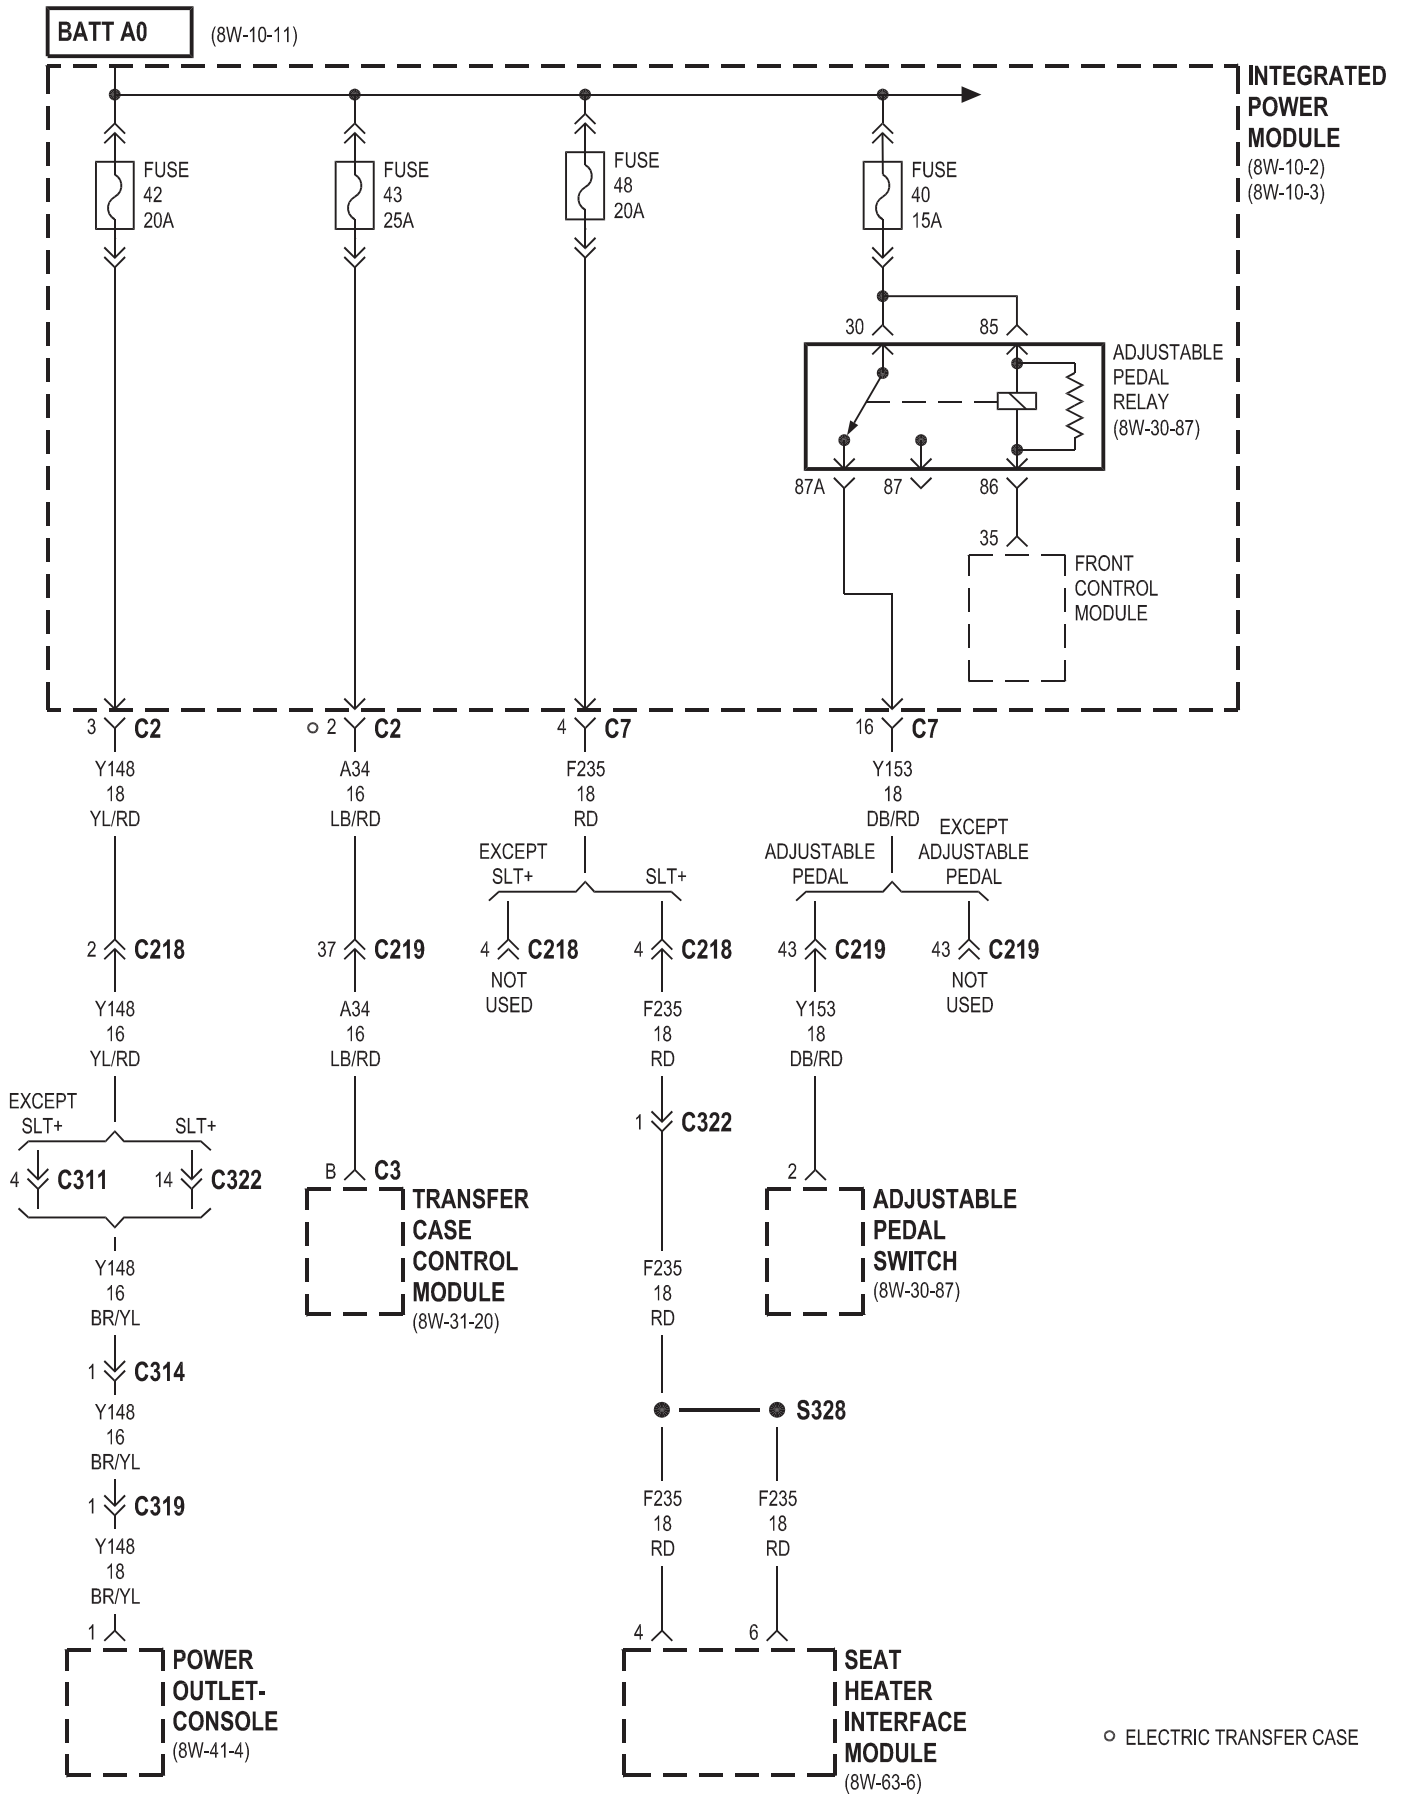 BATT A0
(8W-10-11)
INTEGRATED
POWER
MODULE
(8W-10-2)
(8W-10-3)
FUSE
42
20A
FUSE
43
25A
FUSE
48
20A
FUSE
40
15A
30
85
ADJUSTABLE
PEDAL
RELAY
(8W-30-87)
87A
87
86
35
FRONT
CONTROL
MODULE
3 C2
2 C2
4 C7
16 C7
Y148
18
YL/RD
A34
16
LB/RD
F235
18
RD
Y153
18
DB/RD
EXCEPT
SLT+
SLT+
ADJUSTABLE
PEDAL
EXCEPT
ADJUSTABLE
PEDAL
2 C218
37 C219
4 C218
NOT
USED
4 C218
43 C219
43 C219
NOT
USED
Y148
16
YL/RD
A34
16
LB/RD
F235
18
RD
Y153
18
DB/RD
EXCEPT
SLT+
SLT+
1 C322
4 C311
14 C322
B C3
TRANSFER
CASE
CONTROL
MODULE
(8W-31-20)
2
ADJUSTABLE
PEDAL
SWITCH
(8W-30-87)
Y148
16
BR/YL
F235
18
RD
1 C314
Y148
16
BR/YL
S328
1 C319
Y148
18
BR/YL
F235
18
RD
F235
18
RD
1
POWER
OUTLET-
CONSOLE
(8W-41-4)
4
6
SEAT
HEATER
INTERFACE
MODULE
(8W-63-6)
ELECTRIC TRANSFER CASE